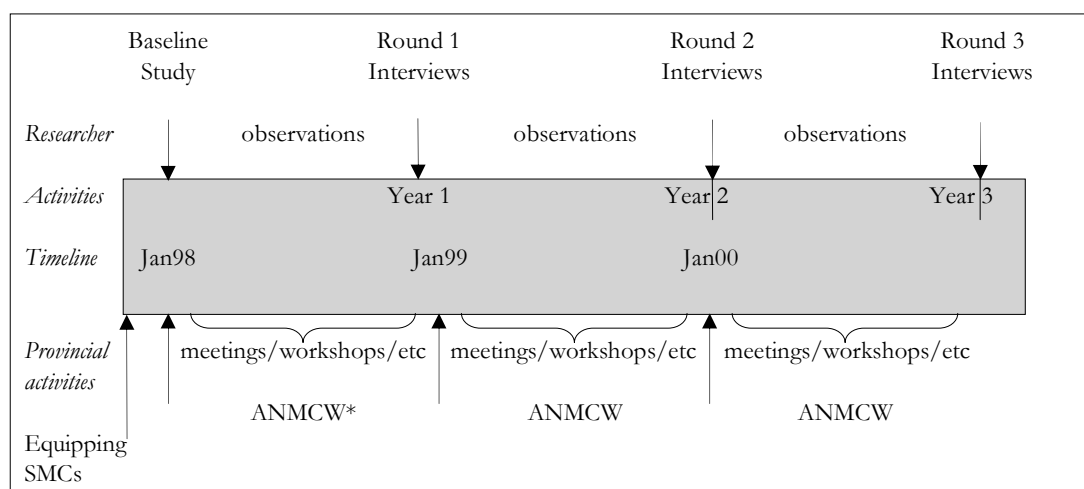 Baseline Study
Round 1 Interviews
Round 2 Interviews
Round 3 Interviews
Researcher observations observations observations
Activities Year 1 Year 2 Year 3
Timeline Jan98 Jan99 Jan00
Provincial activities
meetings/workshops/etc meetings/workshops/etc meetings/workshops/etc
ANMCW* ANMCW ANMCW
Equipping SMCs